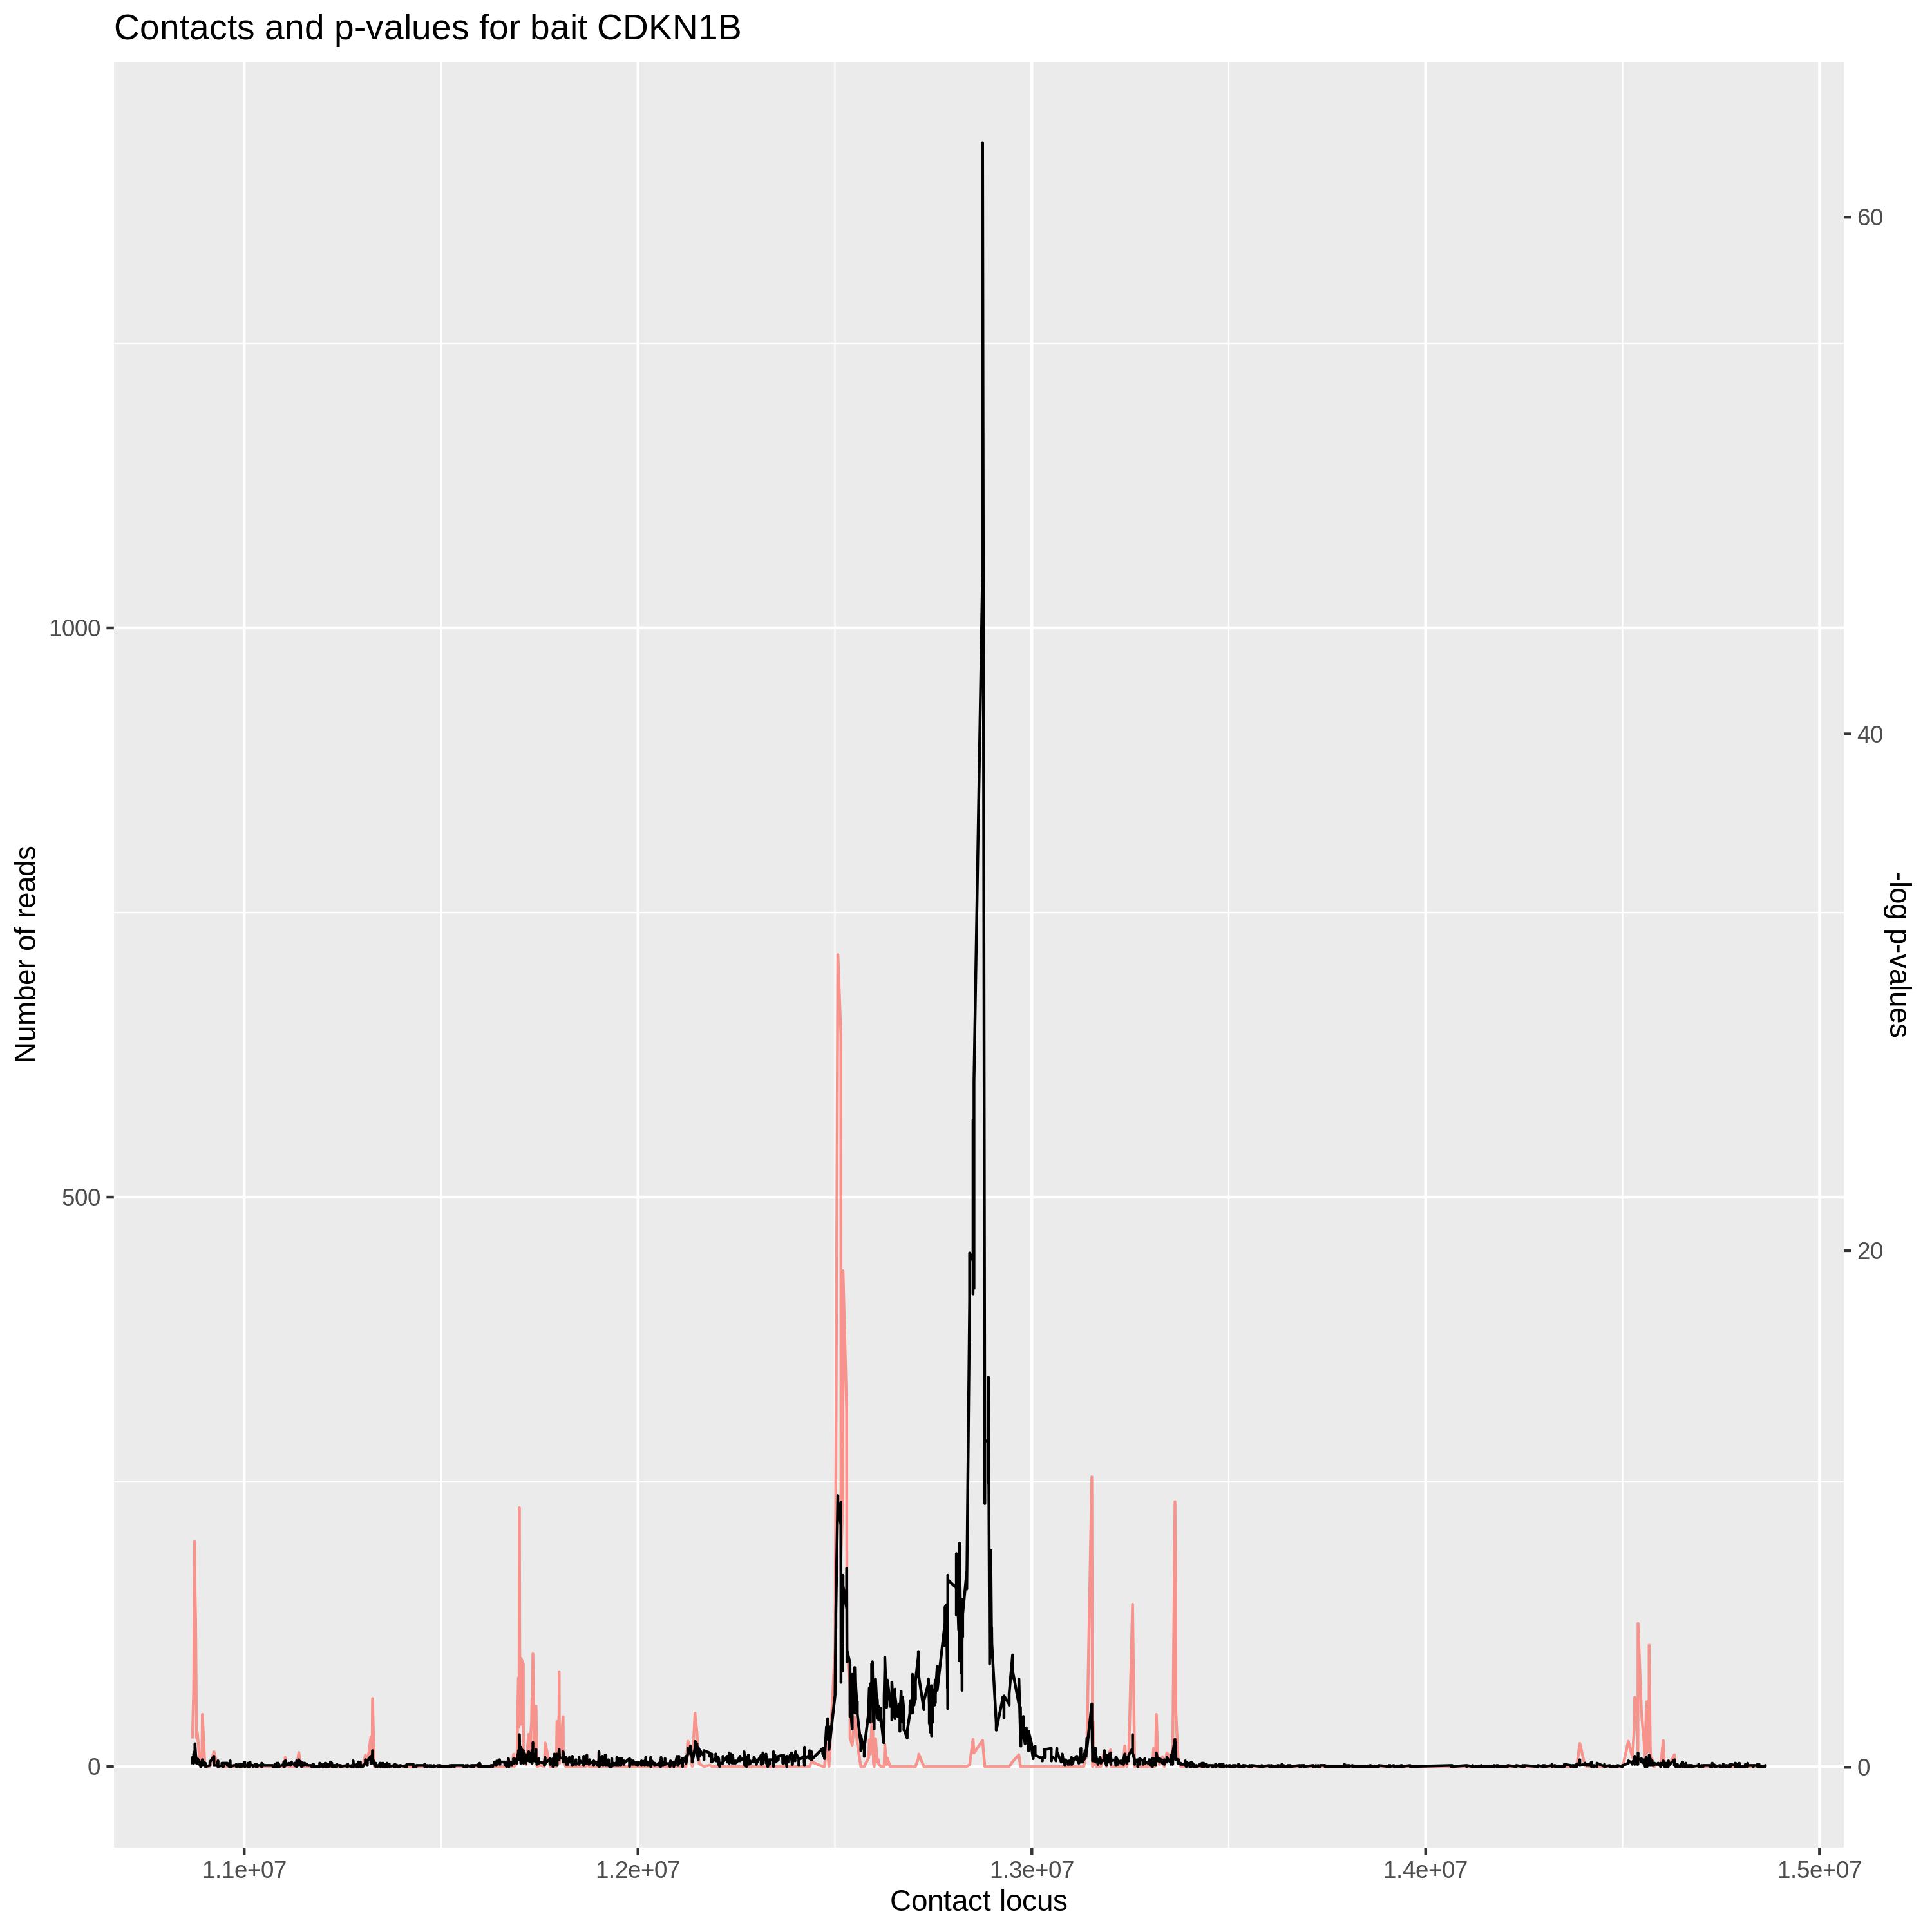 Contacts and p-values for bait CDKN1B
Number of reads
1000
500
0
60
40
20
0
-log p-values
1.1e+07
1.2e+07
1.3e+07
1.4e+07
1.5e+07
Contact locus